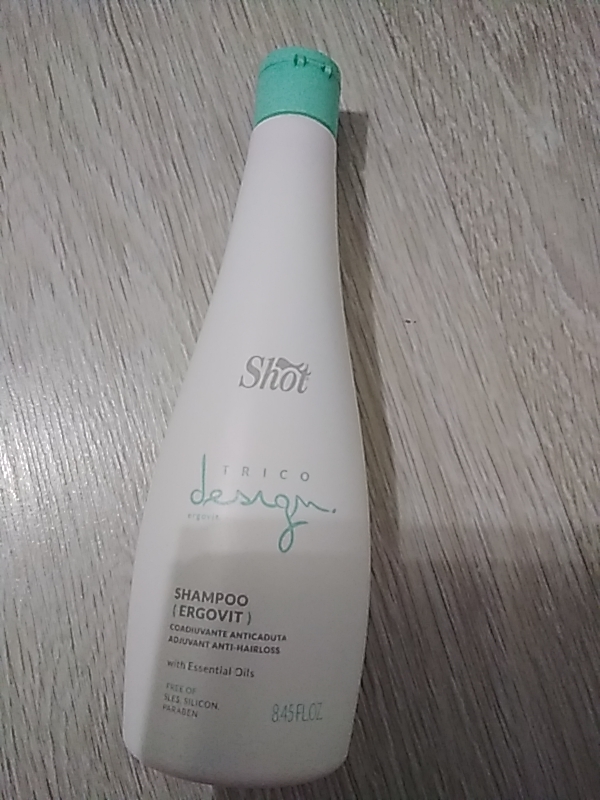 Shot
TRICO
design.
ergovit
SHAMPOO
( ERGOVIT )
COADIUVANTE ANTICADUTA
ADJUVANT ANTI-HAIRLOSS
with Essential Oils
FREE OF
SLES, SILICON,
PARABEN
8.45 FL.OZ.